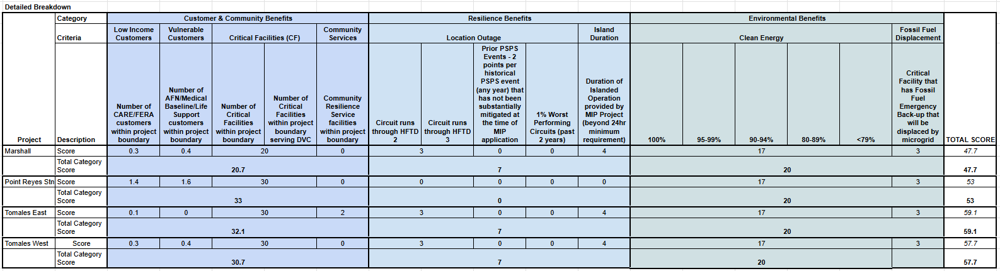 Detailed Breakdown
Category Customer & Community Benefits Resilience Benefits Environmental Benefits
Criteria
Low Income
Customers
Vulnerable
Customers
Critical Facilities (CF)
Community
Services
Location Outage
Island
Duration
Clean Energy
Fossil Fuel
Displacement
Project
Description
Number of
CARE/FERA
customers
within project
boundary
Number of
AFN/Medical
Baseline/Life
Support
customers
within project
boundary
Number of
Critical
Facilities
within project
boundary
Number of
Critical
Facilities
within project
boundary
serving DVC
Community
Resilience
Service
facilities
within project
boundary
Circuit runs
through HFTD
2
Circuit runs
through HFTD
3
Prior PSPS
Events - 2
points per
historical
PSPS event
(any year) that
has not been
substantially
mitigated at
the time of
MIP
application
1% Worst
Performing
Circuits (past
2 years)
Duration of
Islanded
Operation
provided by
MIP Project
(beyond 24hr
minimum
requirement)
100%
95-99%
90-94%
80-89%
<79%
Critical
Facility that
has Fossil
Fuel
Emergency
Back-up that
will be
displaced by
microgrid
TOTAL SCORE
Marshall Score 0.3 0.4 20 0 3 0 0 4 17 3 47.7
Total Category
Score 20.7 7 20 47.7
Point Reyes Stn Score 1.4 1.6 30 0 0 0 0 0 17 3 53
Total Category
Score 33 0 20 53
Tomales East Score 0.1 0 30 2 3 0 0 4 17 3 59.1
Total Category
Score 32.1 7 20 59.1
Tomales West Score 0.3 0.4 30 0 3 0 0 4 17 3 57.7
Total Category
Score 30.7 7 20 57.7